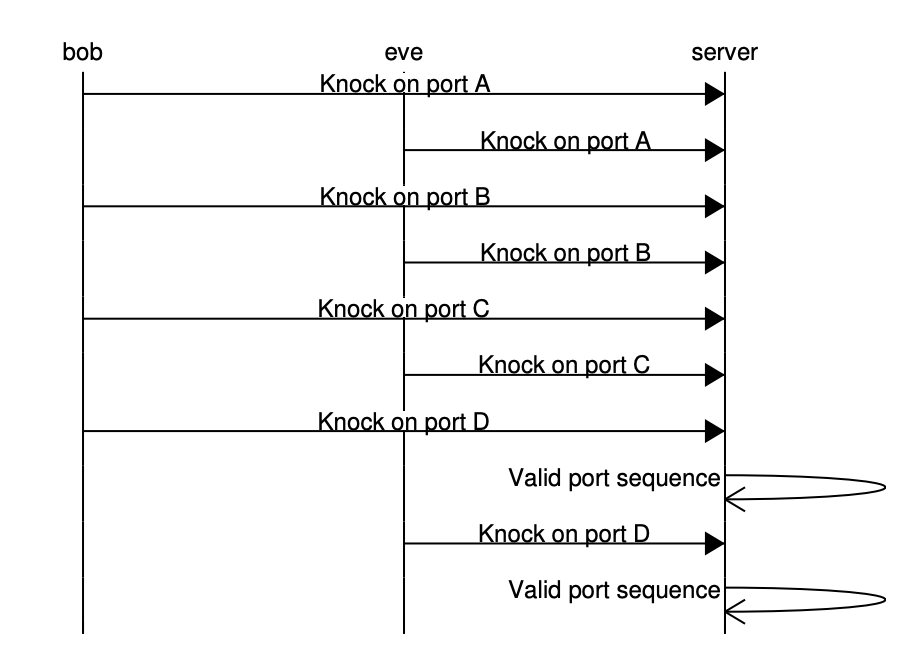 bob eve server
Knock on port A
Knock on port A
Knock on port B
Knock on port B
Knock on port C
Knock on port C
Knock on port D
Valid port sequence
Knock on port D
Valid port sequence